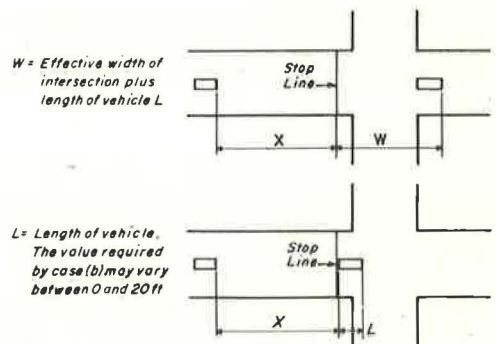 W = Effective width of
intersection plus
length of vehicle L
Stop
Line
X
W
L= Length of vehicle.
The value required
by case (b) may vary
between 0 and 20 ft
Stop
Line
X
L